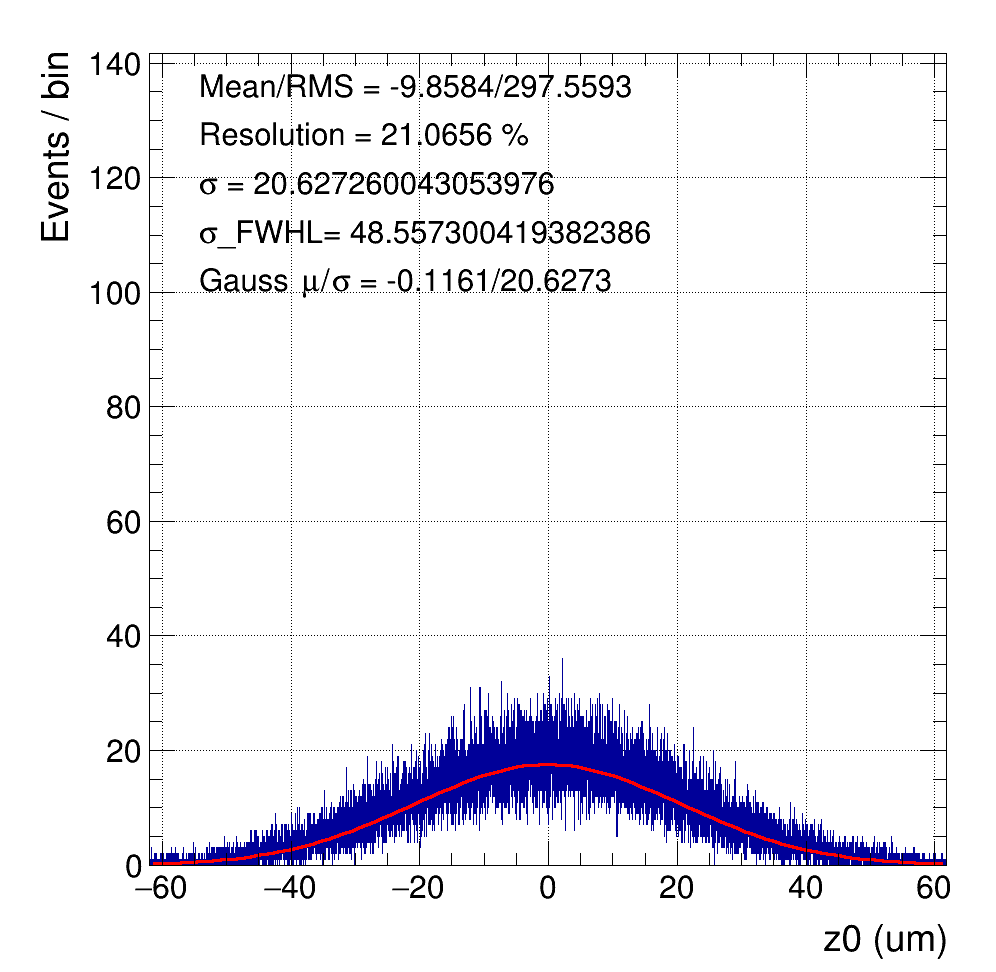 Events / bin
140
120
100
80
60
40
20
0
Mean/RMS = -9.8584/297.5593
Resolution = 21.0656 %
σ = 20.627260043053976
σ_FWHL= 48.557300419382386
Gauss μ/σ = -0.1161/20.6273
−60 −40 −20 0 20 40 60
z0 (um)